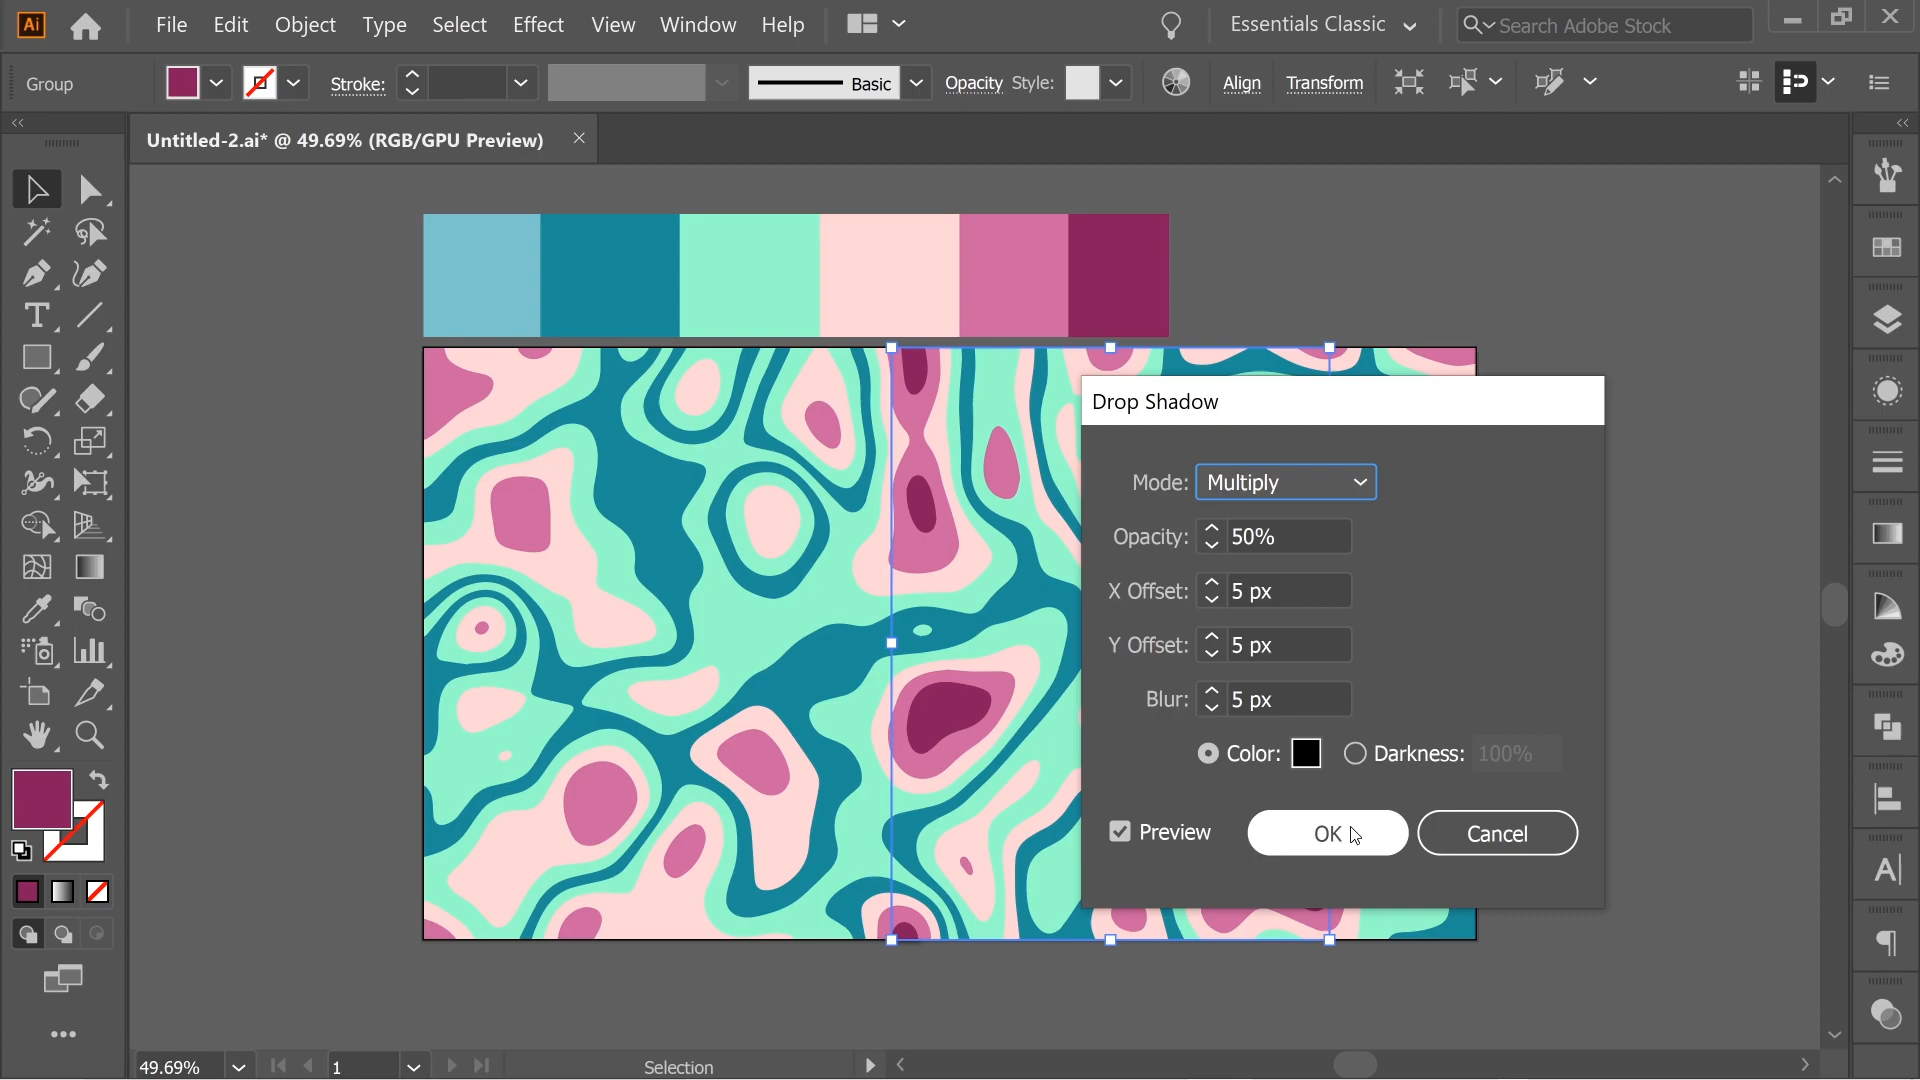 Ai File Edit Object Type Select Effect View Window Help Essentials Classic Search Adobe Stock
Group Stroke: Basic Opacity Style: Align Transform
Untitled-2.ai* @ 49.69% (RGB/GPU Preview)
Drop Shadow
Mode: Multiply
Opacity: 50%
X Offset: 5 px
Y Offset: 5 px
Blur: 5 px
Color: Darkness: 100%
Preview OK Cancel
49.69% 1 Selection